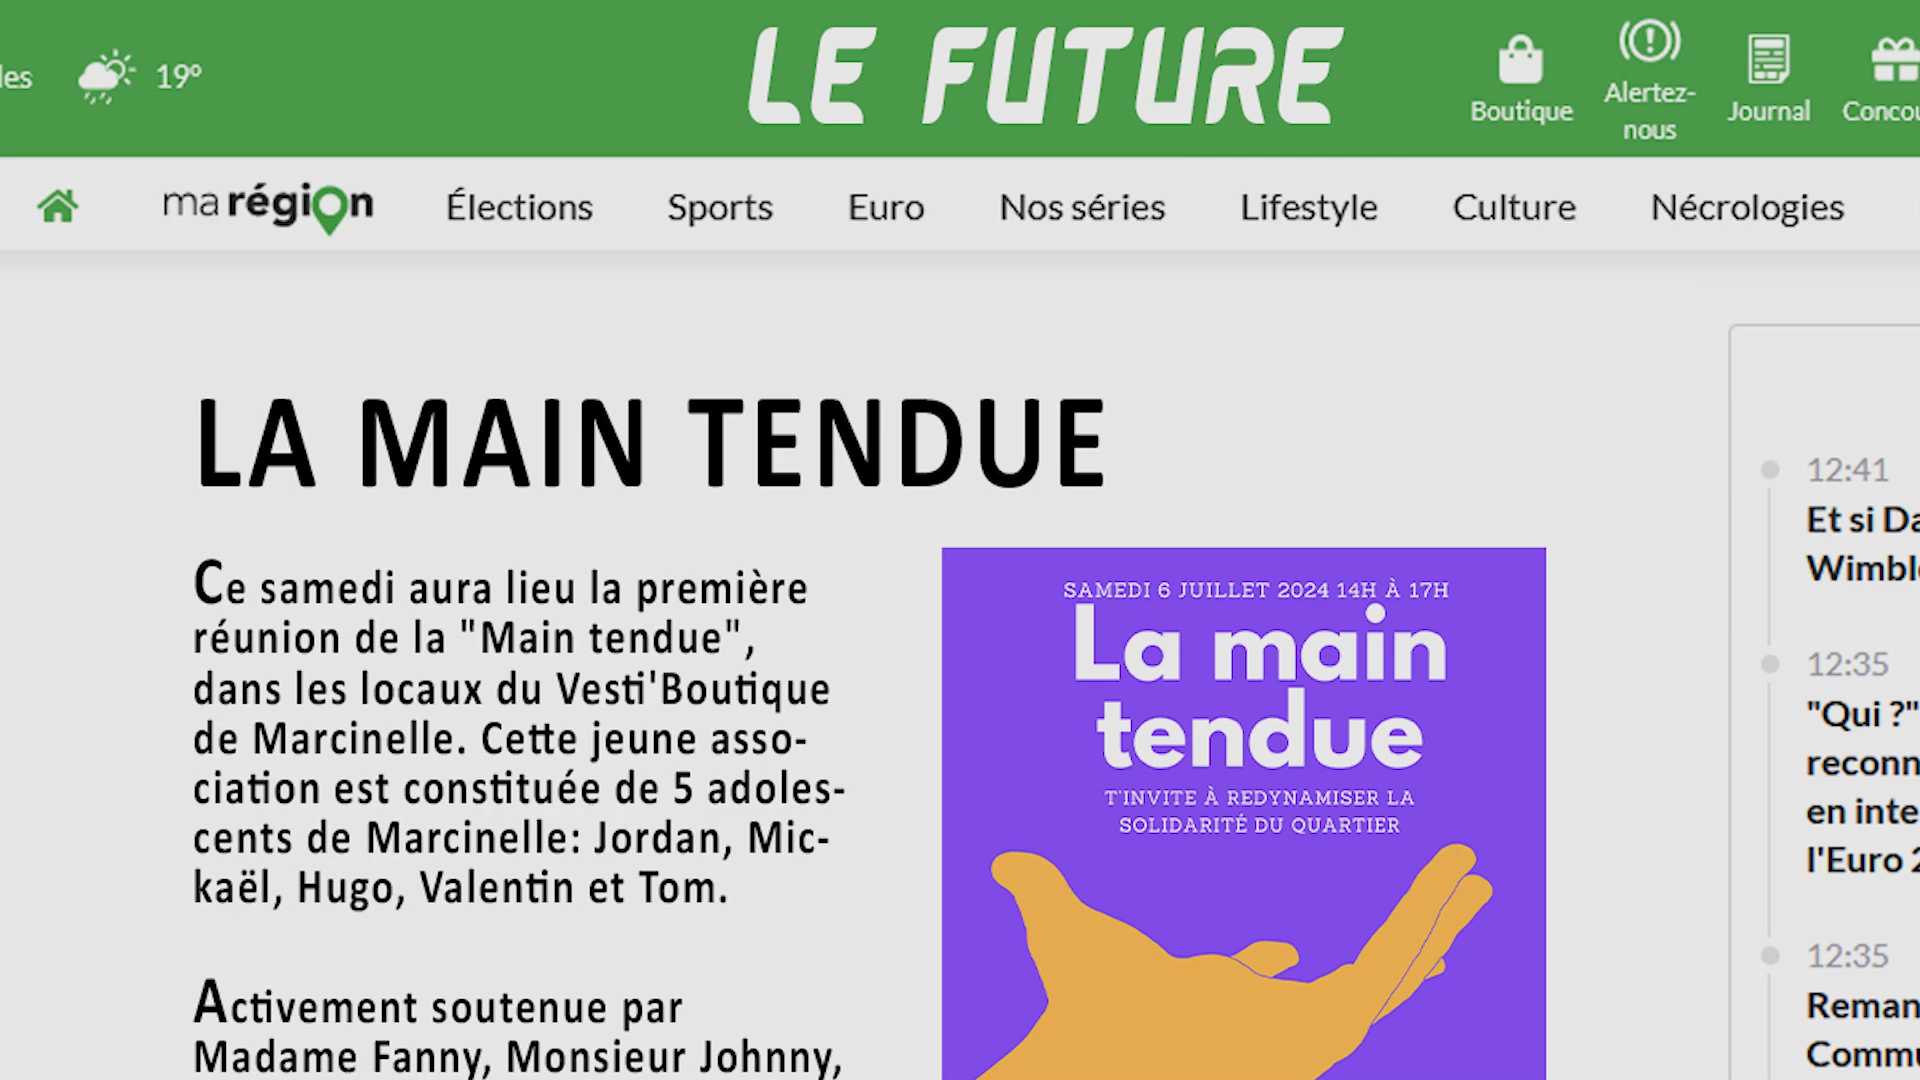 19°
LE FUTURE
Boutique
Alertez-
nous
Journal
ma région
Élections
Sports
Euro
Nos séries
Lifestyle
Culture
Nécrologies
LA MAIN TENDUE
Ce samedi aura lieu la première
réunion de la "Main tendue",
dans les locaux du Vesti'Boutique
de Marcinelle. Cette jeune asso-
ciation est constituée de 5 adoles-
cents de Marcinelle: Jordan, Mic-
kaël, Hugo, Valentin et Tom.
Activement soutenue par
Madame Fanny, Monsieur Johnny,
SAMEDI 6 JUILLET 2024 14H À 17H
La main
tendue
T'INVITE À REDYNAMISER LA
SOLIDARITÉ DU QUARTIER
12:41
Et si
12:35
"Qui ?"
en
l'Euro
12:35